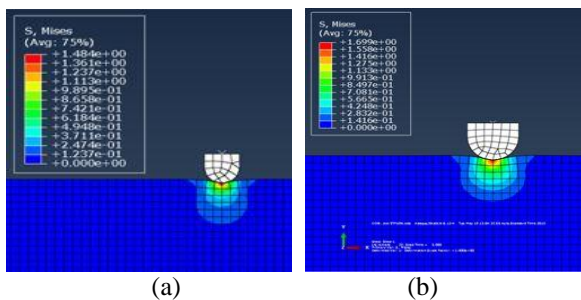 S, Mises
(Avg: 75%)
+1.484e+00
+1.361e+00
+1.237e+00
+1.113e+00
+9.895e-01
+8.658e-01
+7.421e-01
+6.184e-01
+4.948e-01
+3.711e-01
+2.474e-01
+1.237e-01
+0.000e+00
S, Mises
(Avg: 75%)
+1.699e+00
+1.558e+00
+1.416e+00
+1.275e+00
+1.133e+00
+9.913e-01
+8.497e-01
+7.081e-01
+5.665e-01
+4.248e-01
+2.832e-01
+1.416e-01
+0.000e+00
Y
X
(a)
(b)